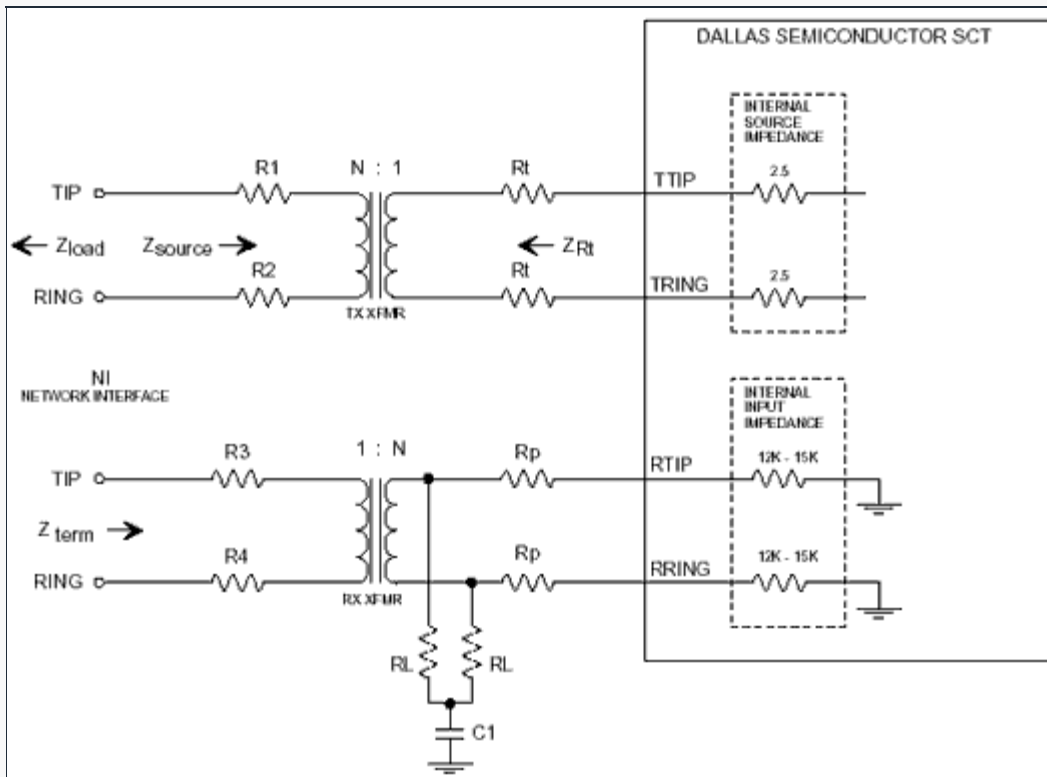 DALLAS SEMICONDUCTOR SCT
INTERNAL
SOURCE
IMPEDANCE
R1
N : 1
Rt
2.5
TIP
TTIP
Zload
Zsource
ZRt
R2
Rt
2.5
RING
TRING
TX XFMR
NI
NETWORK INTERFACE
INTERNAL
INPUT
IMPEDANCE
R3
1 : N
Rp
12K - 15K
TIP
RTIP
Z term
R4
Rp
12K - 15K
RING
RRING
RX XFMR
RL
RL
C1